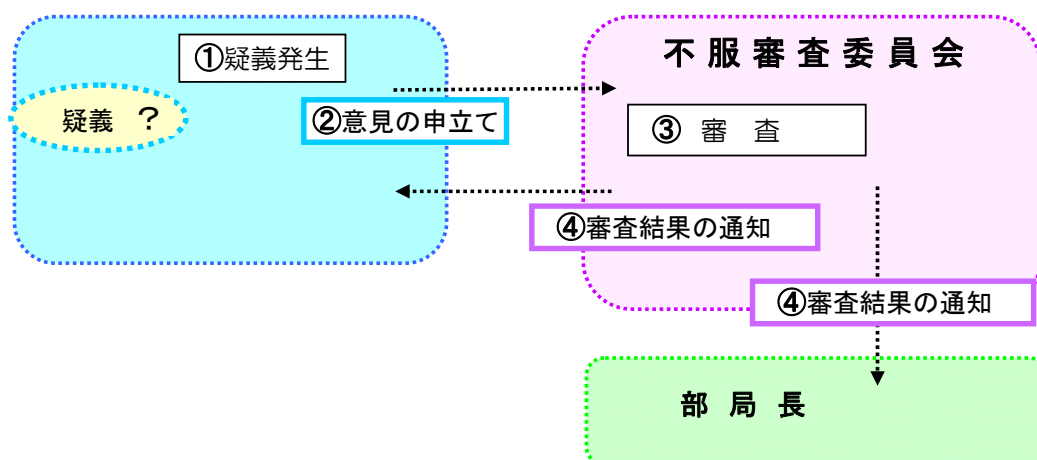 ①疑義発生
疑義 ?
②意見の申立て
不服審査委員会
③ 審 査
④審査結果の通知
④審査結果の通知
部局長